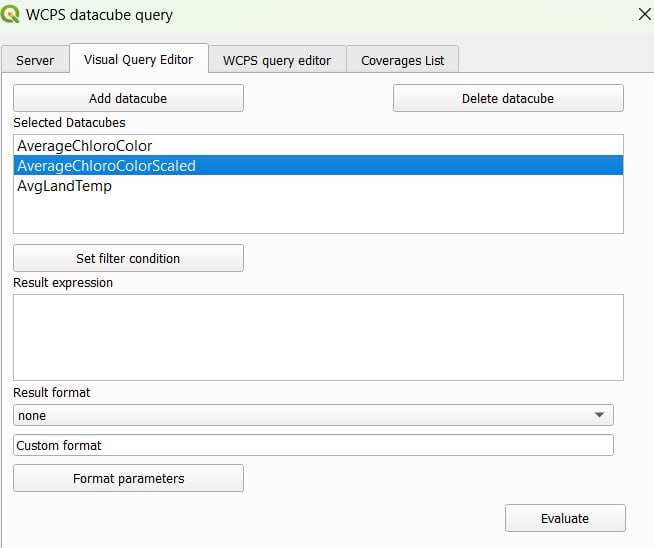 WCPS datacube query
Server Visual Query Editor WCPS query editor Coverages List
Add datacube Delete datacube
Selected Datacubes
AverageChloroColor
AverageChloroColorScaled
AvgLandTemp
Set filter condition
Result expression
Result format
none
Custom format
Format parameters
Evaluate